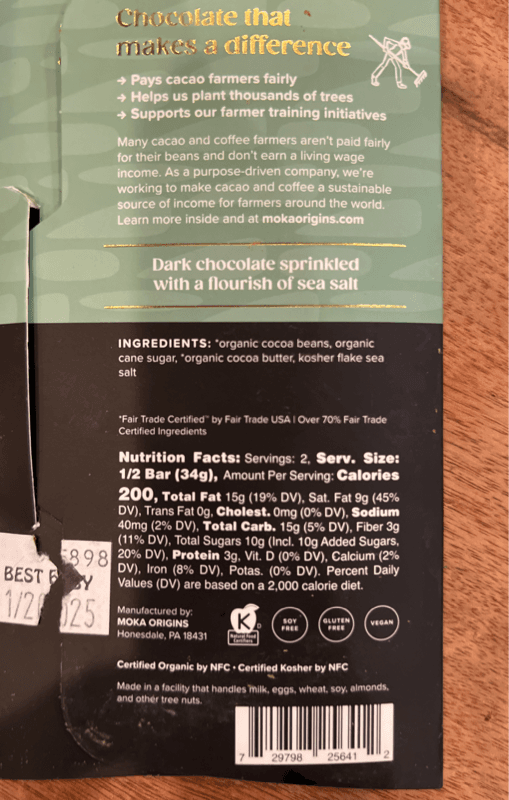 Chocolate that
makes a difference
→ Pays cacao farmers fairly
→ Helps us plant thousands of trees
→ Supports our farmer training initiatives
Many cacao and coffee farmers aren't paid fairly
for their beans and don't earn a living wage
income. As a purpose-driven company, we're
working to make cacao and coffee a sustainable
source of income for farmers around the world.
Learn more inside and at mokaorigins.com
Dark chocolate sprinkled
with a flourish of sea salt
INGREDIENTS: *organic cocoa beans, organic
cane sugar, *organic cocoa butter, kosher flake sea
salt
*Fair Trade Certified™ by Fair Trade USA | Over 70% Fair Trade
Certified Ingredients
Nutrition Facts: Servings: 2, Serv. Size:
1/2 Bar (34g), Amount Per Serving: Calories
200, Total Fat 15g (19% DV), Sat. Fat 9g (45%
DV), Trans Fat 0g, Cholest. 0mg (0% DV), Sodium
40mg (2% DV), Total Carb. 15g (5% DV), Fiber 3g
(11% DV), Total Sugars 10g (Incl. 10g Added Sugars,
20% DV), Protein 3g, Vit. D (0% DV), Calcium (2%
DV), Iron (8% DV), Potas. (0% DV). Percent Daily
Values (DV) are based on a 2,000 calorie diet.
5898
BEST BY
Manufactured by:
MOKA ORIGINS
Honesdale, PA 18431
K
D
Natural Food
Certifiers
SOY
FREE
GLUTEN
FREE
VEGAN
Certified Organic by NFC • Certified Kosher by NFC
Made in a facility that handles milk, eggs, wheat, soy, almonds,
and other tree nuts.
7 29798 25641 2